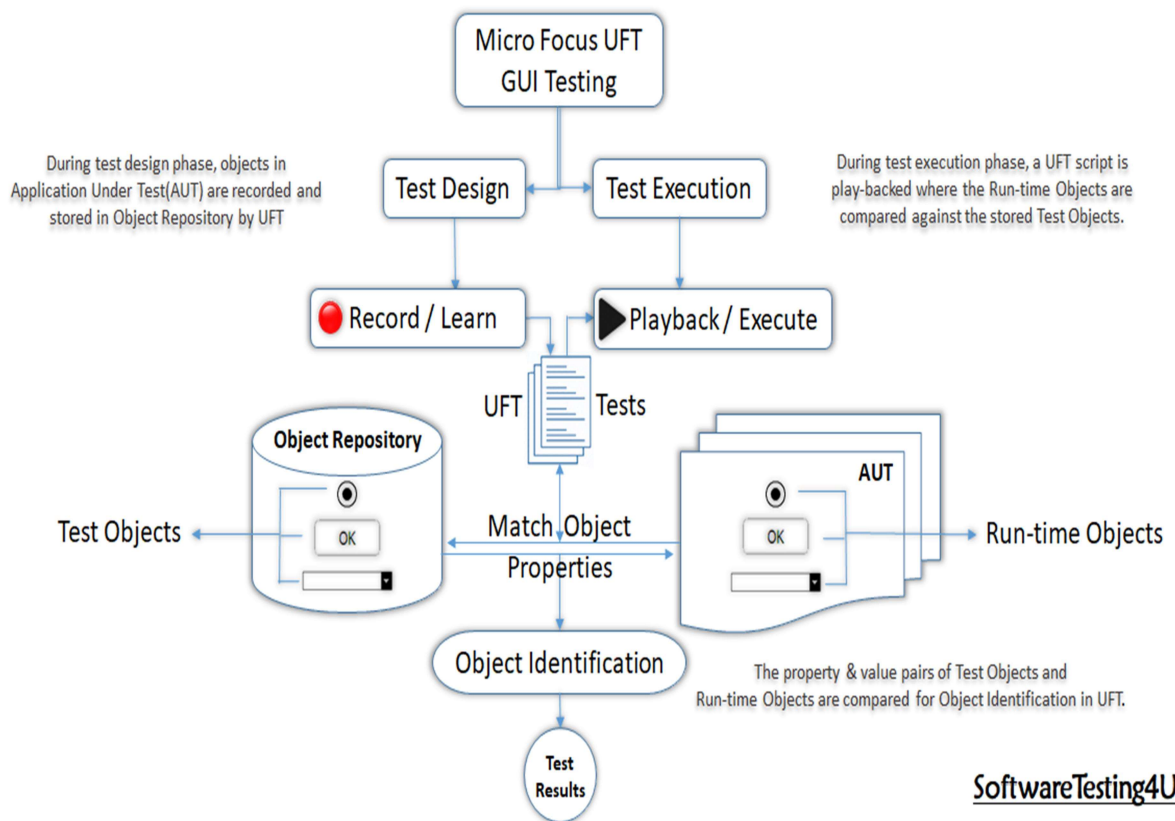 Micro Focus UFT
GUI Testing
During test design phase, objects in
Application Under Test(AUT) are recorded and
stored in Object Repository by UFT
Test Design
Test Execution
During test execution phase, a UFT script is
play-backed where the Run-time Objects are
compared against the stored Test Objects.
Record / Learn
Playback / Execute
UFT Tests
Object Repository
AUT
Test Objects
OK
Match Object
Properties
OK
Run-time Objects
Object Identification
The property & value pairs of Test Objects and
Run-time Objects are compared for Object Identification in UFT.
Test
Results
SoftwareTesting4U